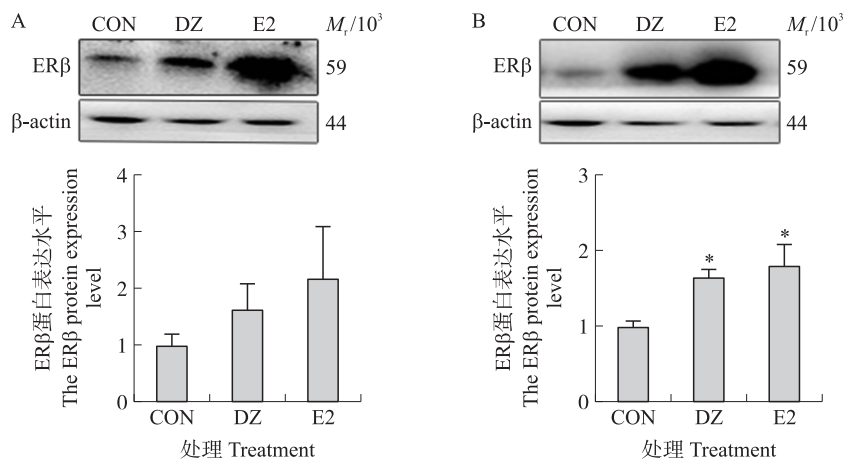 A
CON DZ E2 Mr/10³
ERβ 59
β-actin 44
ERβ蛋白表达水平
The ERβ protein expression
level
4
3
2
1
0
CON DZ E2
处理 Treatment
B
CON DZ E2 Mr/10³
ERβ 59
β-actin 44
ERβ蛋白表达水平
The ERβ protein expression
level
3
2
1
0
* *
CON DZ E2
处理 Treatment